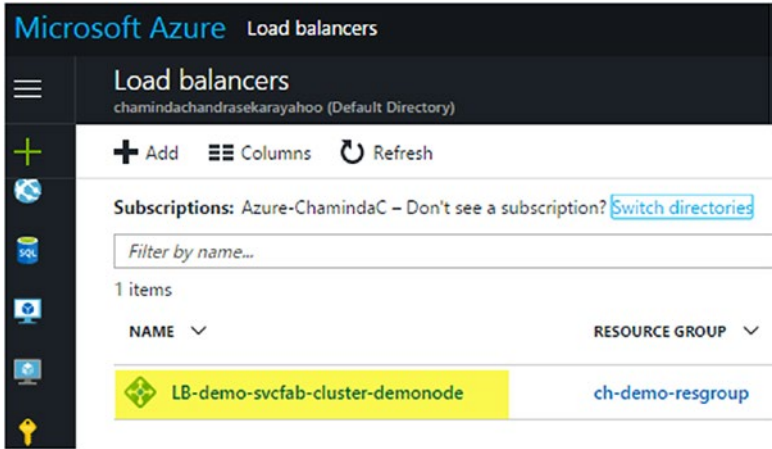 Microsoft Azure Load balancers
Load balancers
chamindachandrasekarayahoo (Default Directory)
Add Columns Refresh
Subscriptions: Azure-ChamindaC – Don't see a subscription? Switch directories
Filter by name...
1 items
NAME RESOURCE GROUP
LB-demo-svcfab-cluster-demonode ch-demo-resgroup
SQL